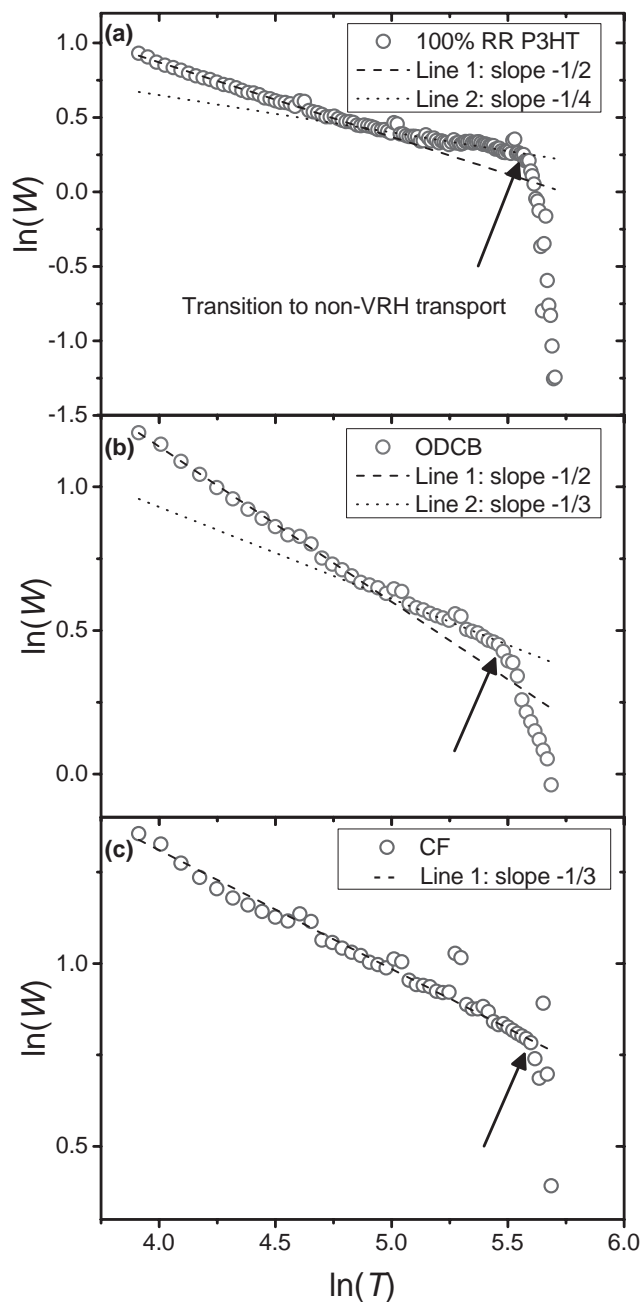 (a)
100% RR P3HT
Line 1: slope -1/2
Line 2: slope -1/4
1.0
0.5
0.0
-0.5
-1.0
-1.5
ln(W)
Transition to non-VRH transport
(b)
ODCB
Line 1: slope -1/2
Line 2: slope -1/3
1.0
0.5
0.0
ln(W)
(c)
CF
Line 1: slope -1/3
1.0
0.5
ln(W)
4.0 4.5 5.0 5.5 6.0
ln(T)